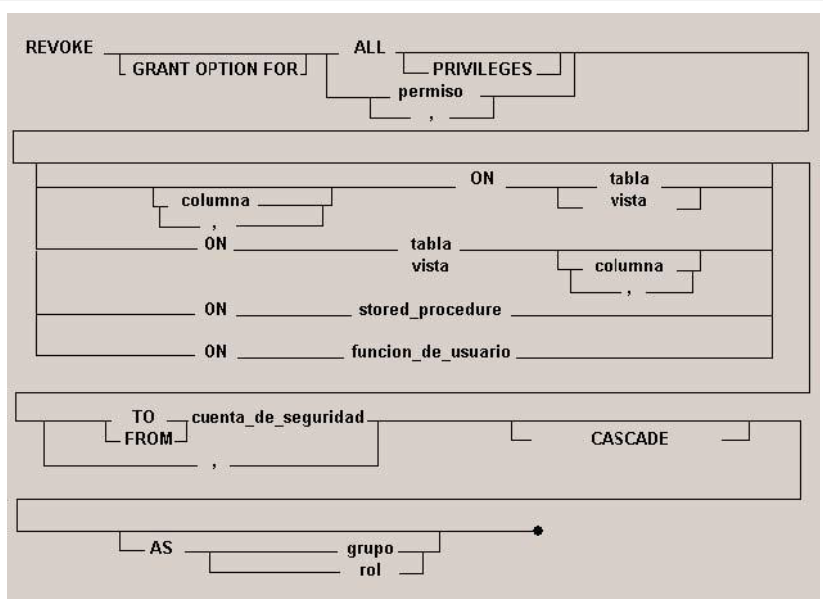 REVOKE ALL
GRANT OPTION FOR PRIVILEGES
permiso
,
ON tabla
columna vista
,
ON tabla
vista columna
,
ON stored_procedure
ON funcion_de_usuario
TO cuenta_de_seguridad
FROM CASCADE
,
AS grupo
rol